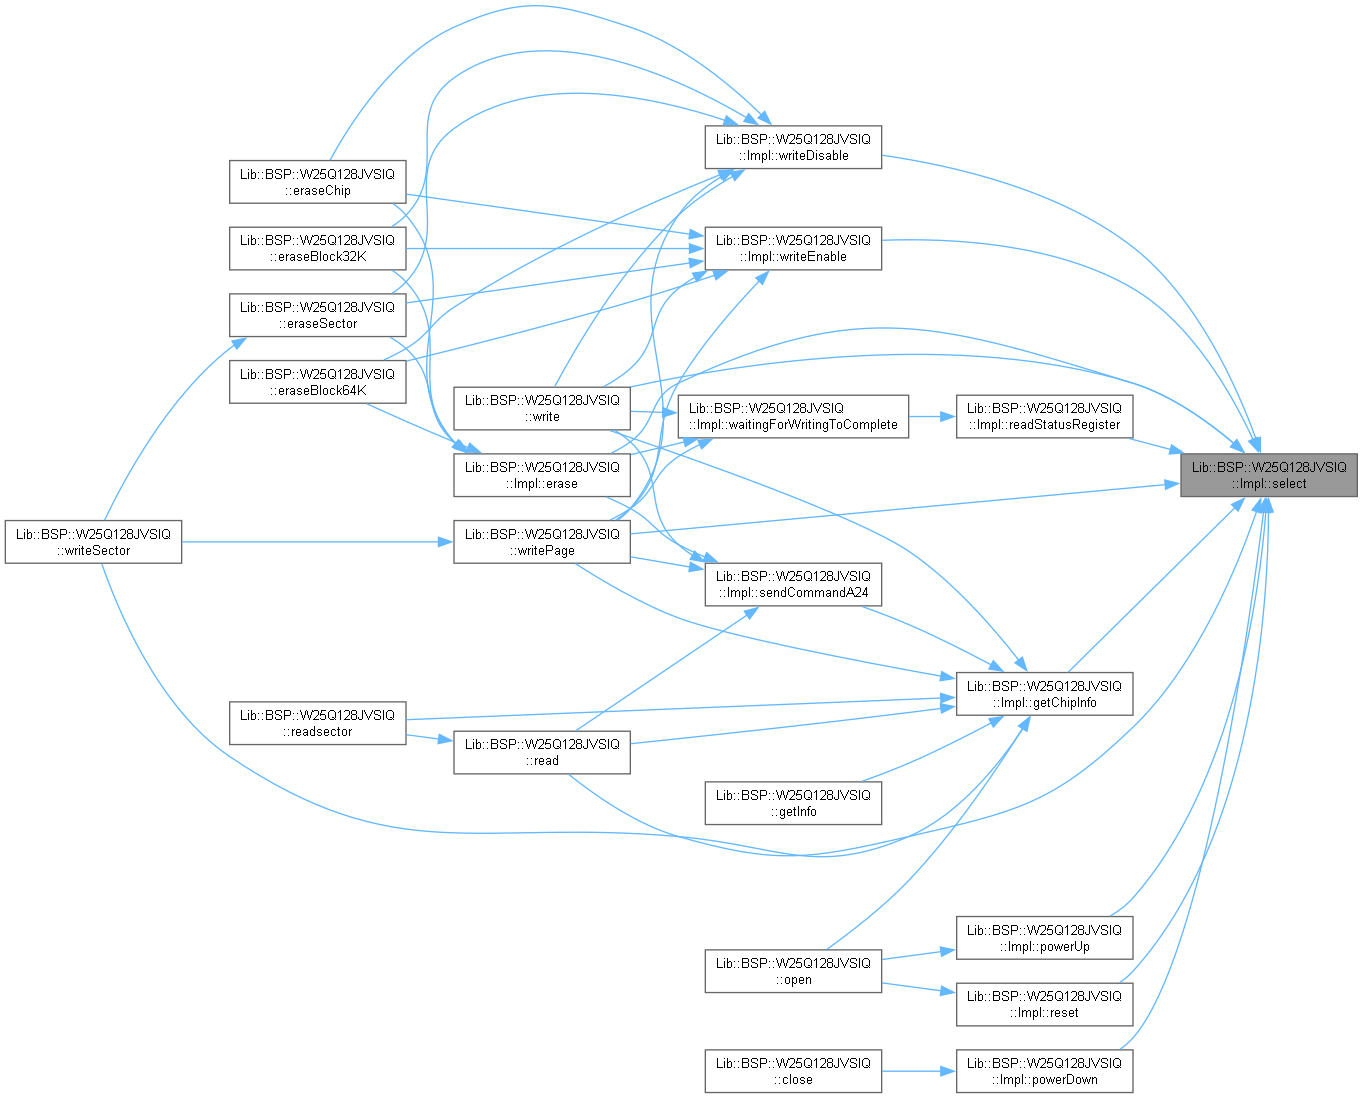 Lib::BSP::W25Q128JVSIQ
::Impl::writeDisable
Lib::BSP::W25Q128JVSIQ
::eraseChip
Lib::BSP::W25Q128JVSIQ
::eraseBlock32K
Lib::BSP::W25Q128JVSIQ
::Impl::writeEnable
Lib::BSP::W25Q128JVSIQ
::eraseSector
Lib::BSP::W25Q128JVSIQ
::eraseBlock64K
Lib::BSP::W25Q128JVSIQ
::write
Lib::BSP::W25Q128JVSIQ
::Impl::waitingForWritingToComplete
Lib::BSP::W25Q128JVSIQ
::Impl::readStatusRegister
Lib::BSP::W25Q128JVSIQ
::Impl::erase
Lib::BSP::W25Q128JVSIQ
::Impl::select
Lib::BSP::W25Q128JVSIQ
::writeSector
Lib::BSP::W25Q128JVSIQ
::writePage
Lib::BSP::W25Q128JVSIQ
::Impl::sendCommandA24
Lib::BSP::W25Q128JVSIQ
::Impl::getChipInfo
Lib::BSP::W25Q128JVSIQ
::readsector
Lib::BSP::W25Q128JVSIQ
::read
Lib::BSP::W25Q128JVSIQ
::getInfo
Lib::BSP::W25Q128JVSIQ
::Impl::powerUp
Lib::BSP::W25Q128JVSIQ
::open
Lib::BSP::W25Q128JVSIQ
::Impl::reset
Lib::BSP::W25Q128JVSIQ
::close
Lib::BSP::W25Q128JVSIQ
::Impl::powerDown